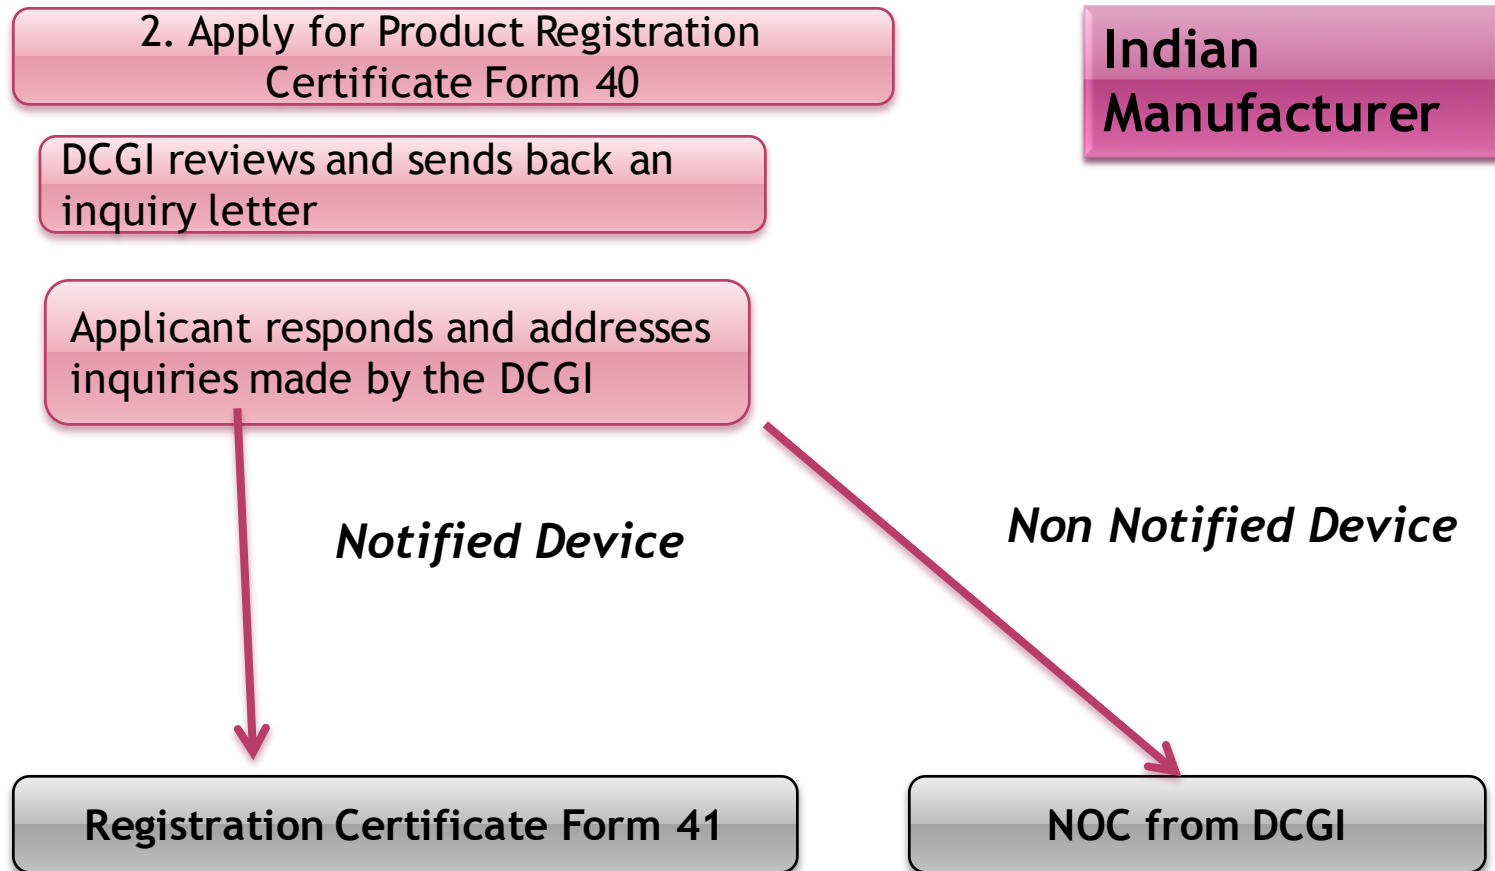 2. Apply for Product Registration
Certificate Form 40
Indian
Manufacturer
DCGI reviews and sends back an
inquiry letter
Applicant responds and addresses
inquiries made by the DCGI
Notified Device
Non Notified Device
Registration Certificate Form 41
NOC from DCGI